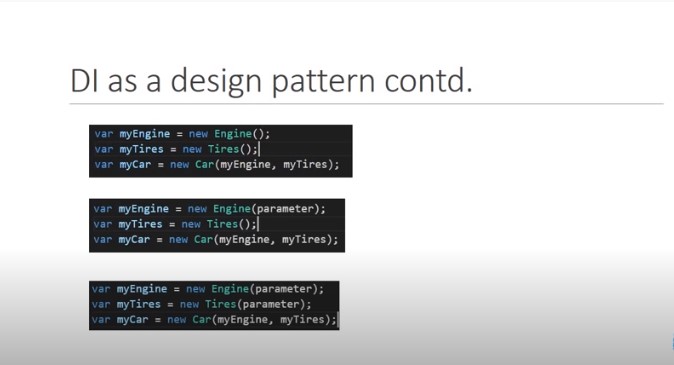 DI as a design pattern contd.
var myEngine = new Engine();
var myTires = new Tires();
var myCar = new Car(myEngine, myTires);
var myEngine = new Engine(parameter);
var myTires = new Tires();
var myCar = new Car(myEngine, myTires);
var myEngine = new Engine(parameter);
var myTires = new Tires(parameter);
var myCar = new Car(myEngine, myTires);